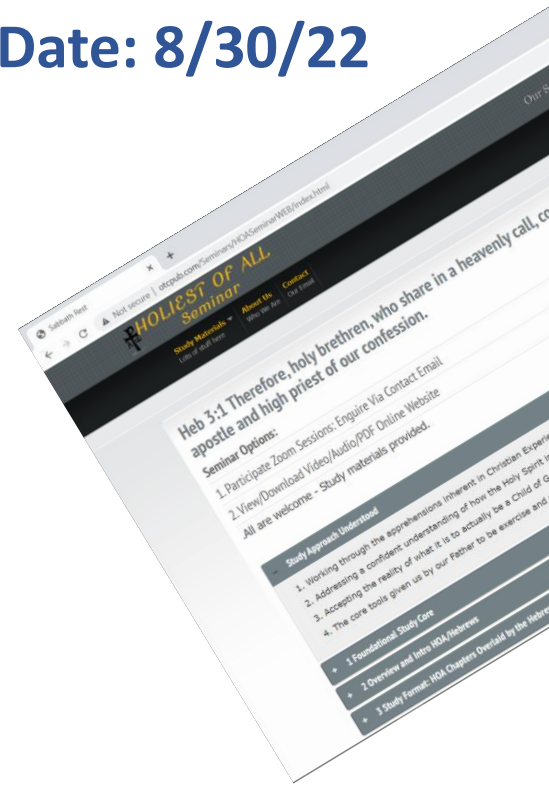 Date: 8/30/22
Our S
Sabbath Rest
Not secure | otcpub.com/Seminars/HOASeminarWEB/index.html
HOLIEST OF ALL
Seminar
Study Materials
Lots of stuff here
About Us
Who We Are
Contact
Our Email
Heb 3:1 Therefore, holy brethren, who share in a heavenly call, co
apostle and high priest of our confession.
Seminar Options:
1. Participate Zoom Sessions: Enquire Via Contact Email
2. View/Download Video/Audio/PDF Online Website
All are welcome - Study materials provided.
- Study Approach Understood
1. Working through the apprehensions inherent in Christian Experie
2. Addressing a confident understanding of how the Holy Spirit i
3. Accepting the reality of what it is to actually be a Child of G
4. The core tools given us by our Father to be exercise and
+ 1 Foundational Study Core
+ 2 Overview and Intro HOA/Hebrews
+ 3 Study Format: HOA Chapters Overlaid by the Hebre